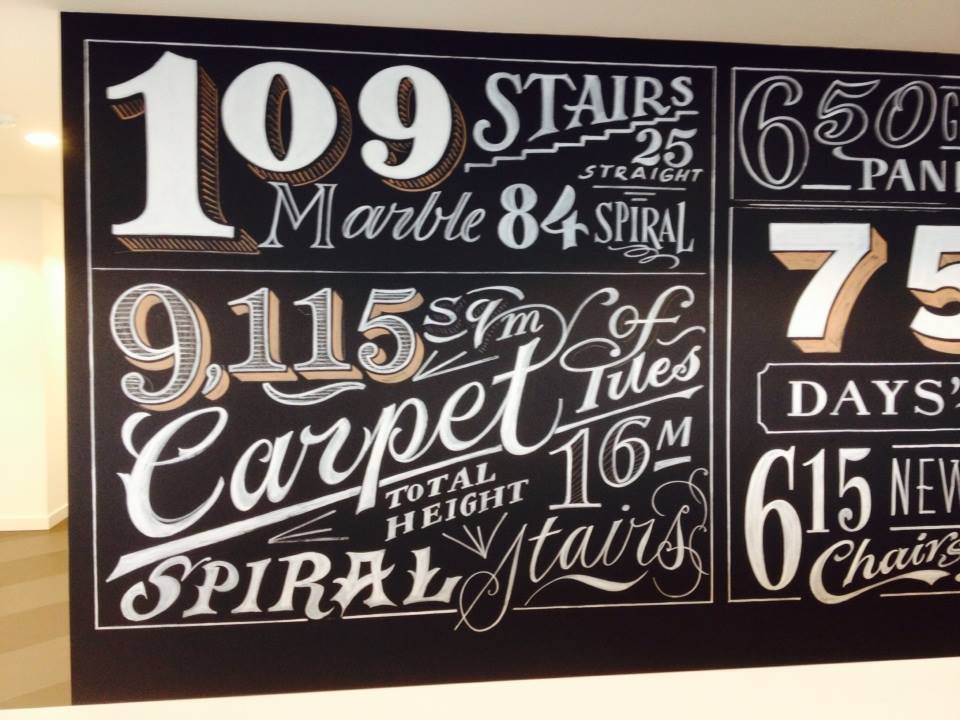 109 STAIRS
25
STRAIGHT
Marble 84 SPIRAL
9,115 sqm of
Carpet Tiles
TOTAL
HEIGHT
16M
SPIRAL Stairs
650 G
PAN
75
DAYS'
615 NEW
Chairs